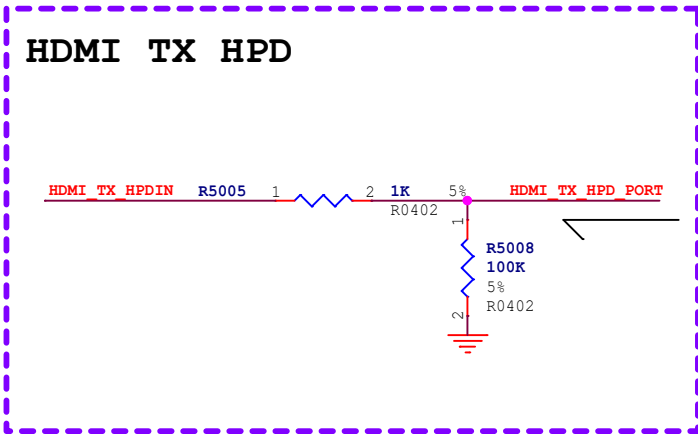 HDMI TX HPD
HDMI_TX_HPDIN R5005 1 2 1K 5% HDMI_TX_HPD_PORT
R0402
1
R5008
100K
5%
R0402
2